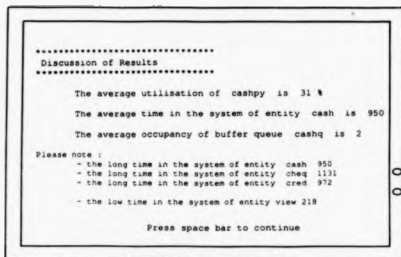 ********************************
Discussion of Results
********************************
The average utilisation of cashpy is 31 %
The average time in the system of entity cash is 950
The average occupancy of buffer queue cashq is 2
Please note :
- the long time in the system of entity cash 950
- the long time in the system of entity cheq 1131
- the long time in the system of entity cred 972
- the low time in the system of entity view 218
Press space bar to continue